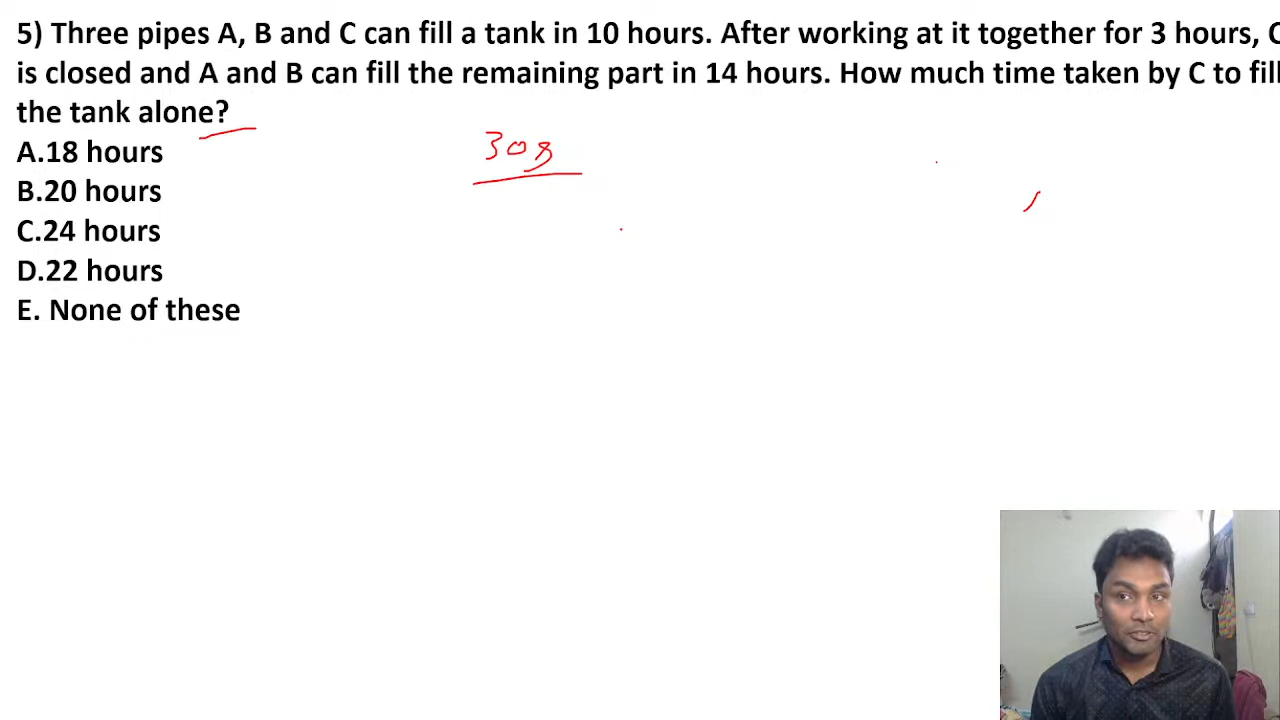 5) Three pipes A, B and C can fill a tank in 10 hours. After working at it together for 3 hours, C
is closed and A and B can fill the remaining part in 14 hours. How much time taken by C to fill
the tank alone?
A.18 hours
30s
B.20 hours
C.24 hours
D.22 hours
E. None of these